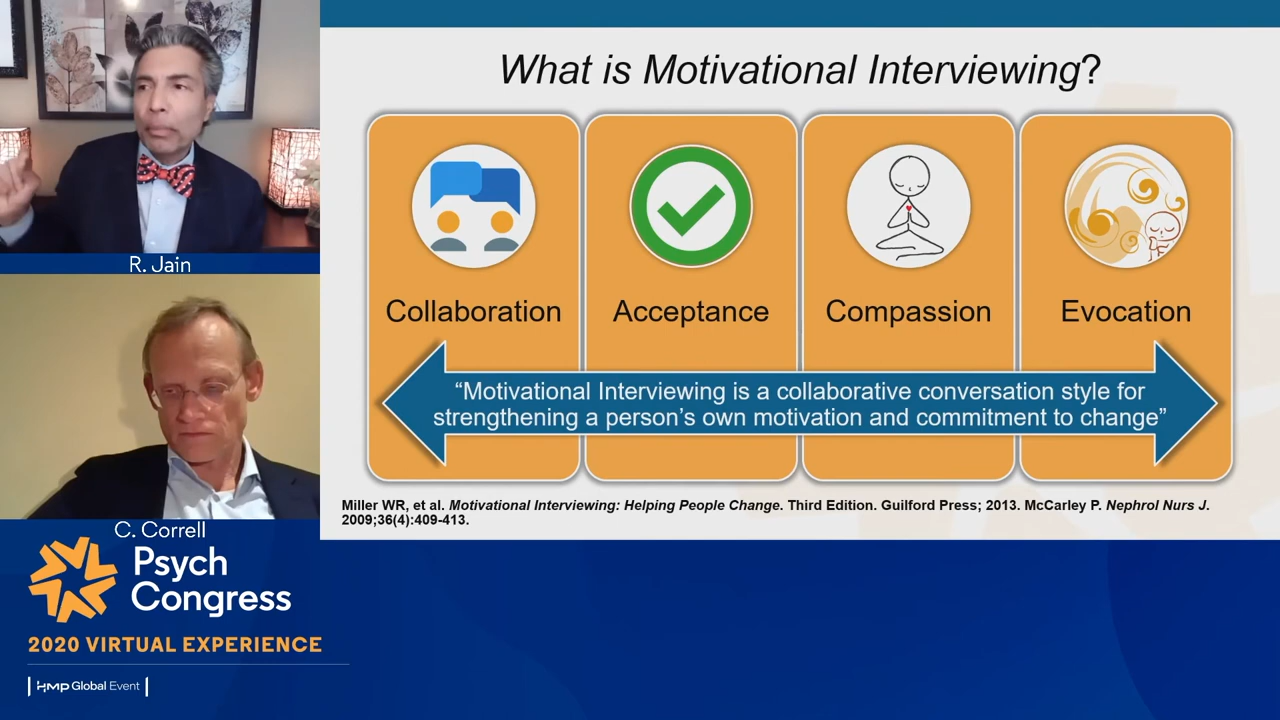 What is Motivational Interviewing?
Collaboration
Acceptance
Compassion
Evocation
“Motivational Interviewing is a collaborative conversation style for
strengthening a person’s own motivation and commitment to change”
Miller WR, et al. Motivational Interviewing: Helping People Change. Third Edition. Guilford Press; 2013. McCarley P. Nephrol Nurs J.
2009;36(4):409-413.
R. Jain
C. Correll
Psych
Congress
2020 VIRTUAL EXPERIENCE
HMP Global Event